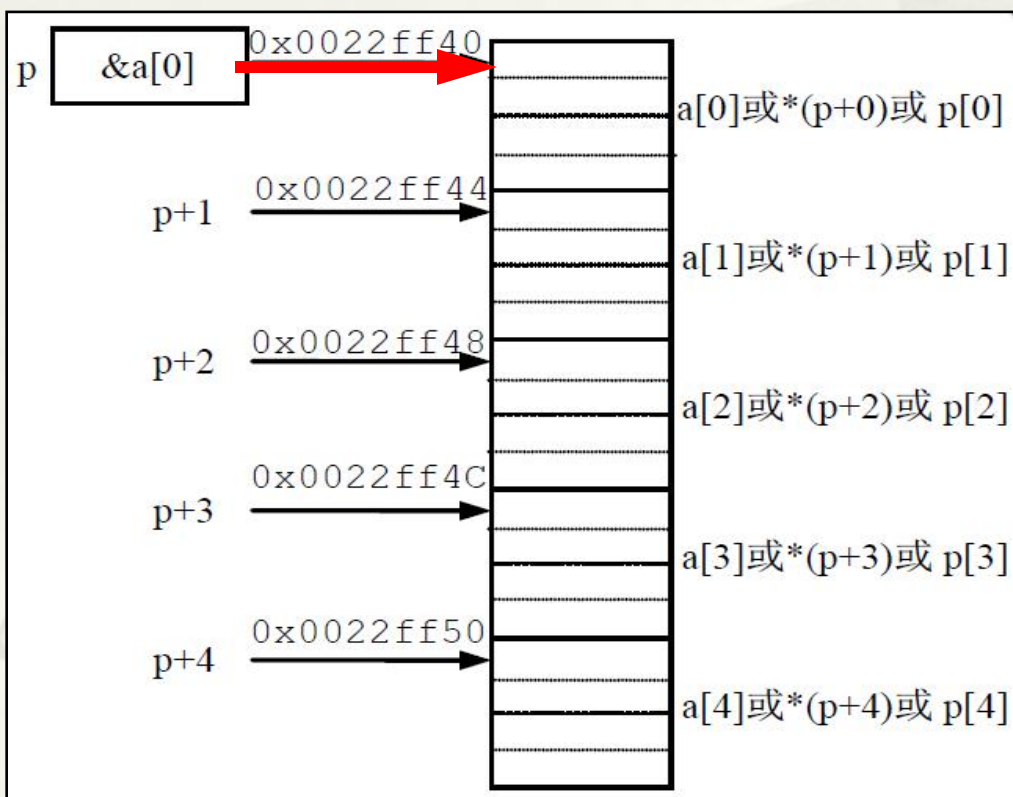 0x0022ff40
p &a[0]
a[0]或*(p+0)或 p[0]
0x0022ff44
p+1
a[1]或*(p+1)或 p[1]
0x0022ff48
p+2
a[2]或*(p+2)或 p[2]
0x0022ff4C
p+3
a[3]或*(p+3)或 p[3]
0x0022ff50
p+4
a[4]或*(p+4)或 p[4]